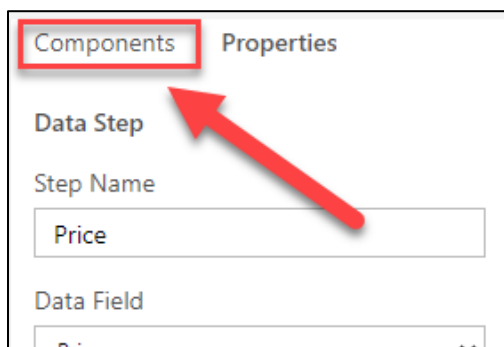 Components Properties
Data Step
Step Name
Price
Data Field